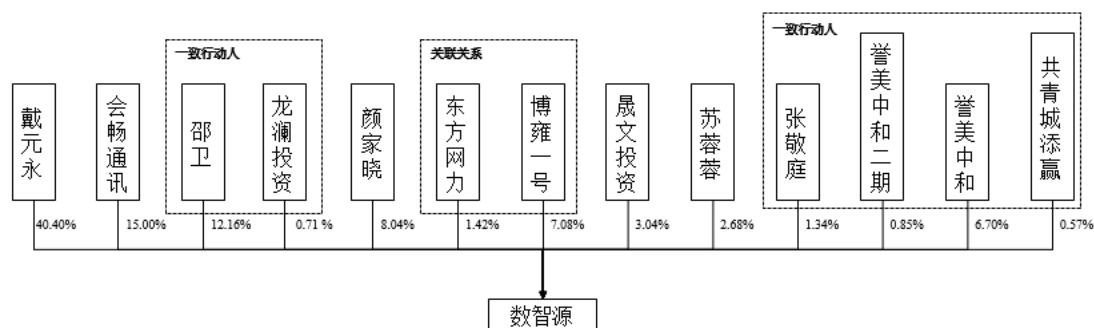 一致行动人
关联关系
一致行动人
戴元永
会畅通讯
邵卫
龙澜投资
颜家晓
东方网力
博雍一号
晟文投资
苏蓉蓉
张敬庭
誉美中和二期
誉美中和
共青城添赢
40.40%
15.00%
12.16%
0.71 %
8.04%
1.42%
7.08%
3.04%
2.68%
1.34%
0.85%
6.70%
0.57%
数智源